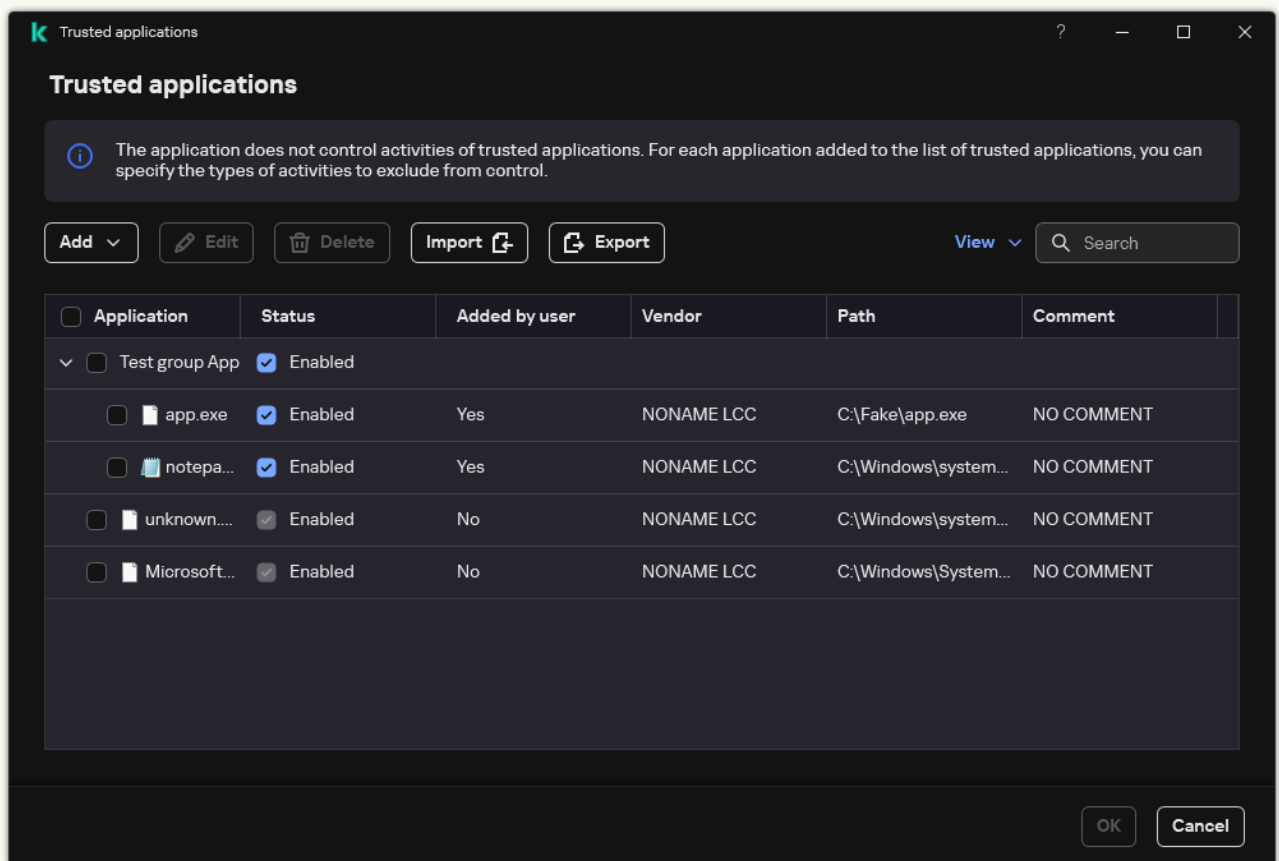 Trusted applications
?
Trusted applications
The application does not control activities of trusted applications. For each application added to the list of trusted applications, you can
specify the types of activities to exclude from control.
Add Edit Delete Import Export View Search
Application Status Added by user Vendor Path Comment
Test group App Enabled
app.exe Enabled Yes NONAME LCC C:\Fake\app.exe NO COMMENT
notepa... Enabled Yes NONAME LCC C:\Windows\system... NO COMMENT
unknown.... Enabled No NONAME LCC C:\Windows\system... NO COMMENT
Microsoft... Enabled No NONAME LCC C:\Windows\System... NO COMMENT
OK Cancel